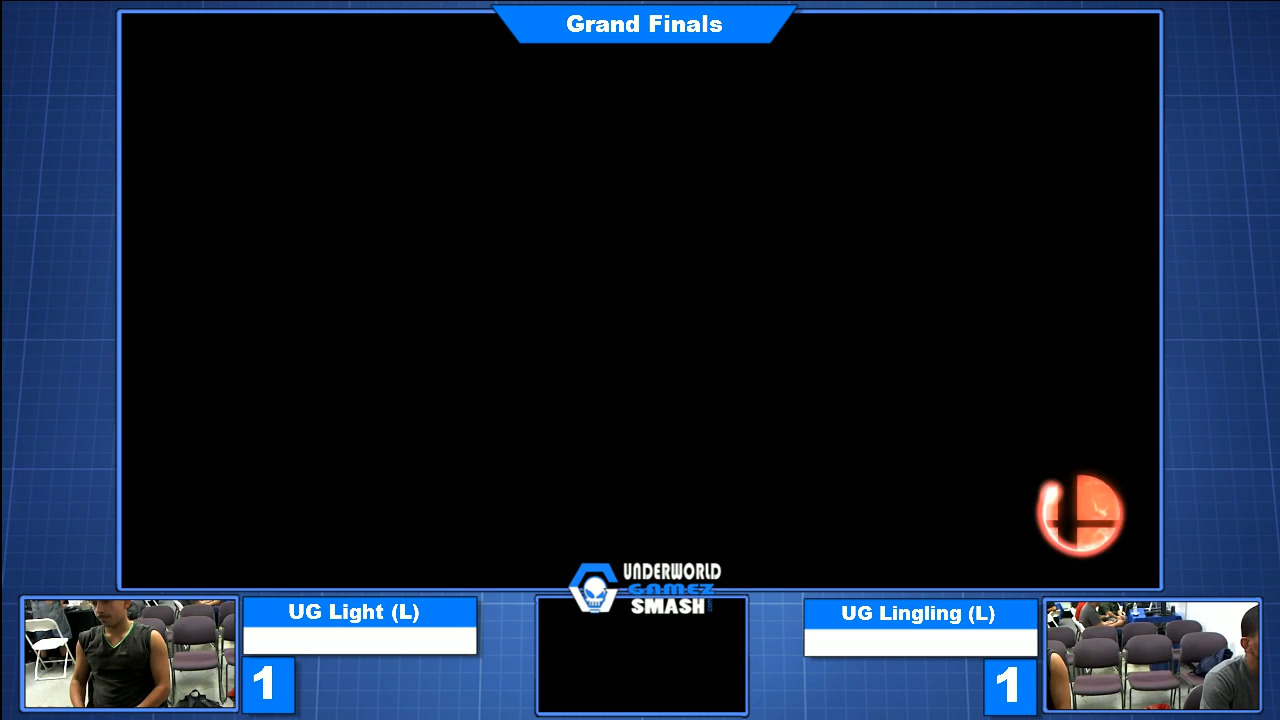 Grand Finals
UNDERWORLD
GAMEZ
SMASH
UG Light (L)
UG Lingling (L)
1
1